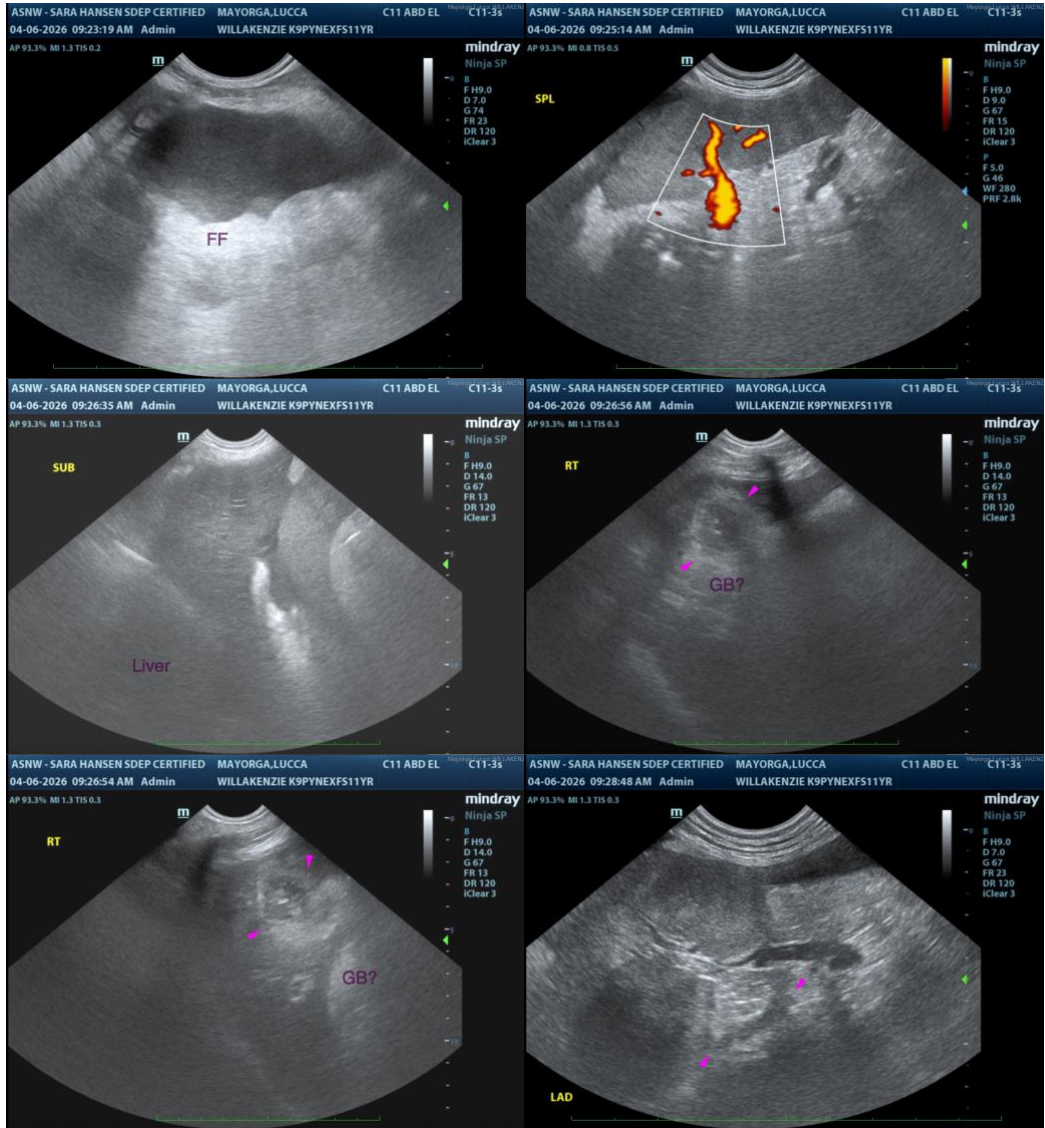 ASNW - SARA HANSEN SDEP CERTIFIED MAYORGA,LUCCA C11 ABD EL C11-3s
04-06-2026 09:23:19 AM Admin WILLAKENZIE K9PYNEXFS11YR
AP 93.3% MI 1.3 TIS 0.2
m
mindray
Ninja SP
B
F H9.0
D 7.0
G 74
FR 23
DR 120
iClear 3
FF
ASNW - SARA HANSEN SDEP CERTIFIED MAYORGA,LUCCA C11 ABD EL C11-3s
04-06-2026 09:25:14 AM Admin WILLAKENZIE K9PYNEXFS11YR
AP 93.3% MI 0.8 TIS 0.5
m
mindray
Ninja SP
SPL
B
F H9.0
D 9.0
G 67
FR 15
DR 120
iClear 3
P
F 5.0
G 46
WF 280
PRF 2.8k
ASNW - SARA HANSEN SDEP CERTIFIED MAYORGA,LUCCA C11 ABD EL C11-3s
04-06-2026 09:26:35 AM Admin WILLAKENZIE K9PYNEXFS11YR
AP 93.3% MI 1.3 TIS 0.3
m
mindray
Ninja SP
SUB
B
F H9.0
D 14.0
G 67
FR 13
DR 120
iClear 3
5
Liver
10
ASNW - SARA HANSEN SDEP CERTIFIED MAYORGA,LUCCA C11 ABD EL C11-3s
04-06-2026 09:26:56 AM Admin WILLAKENZIE K9PYNEXFS11YR
AP 93.3% MI 1.3 TIS 0.3
m
mindray
Ninja SP
RT
B
F H9.0
D 14.0
G 67
FR 13
DR 120
iClear 3
5
GB?
10
ASNW - SARA HANSEN SDEP CERTIFIED MAYORGA,LUCCA C11 ABD EL C11-3s
04-06-2026 09:26:54 AM Admin WILLAKENZIE K9PYNEXFS11YR
AP 93.3% MI 1.3 TIS 0.3
m
mindray
Ninja SP
RT
B
F H9.0
D 14.0
G 67
FR 13
DR 120
iClear 3
5
GB?
10
ASNW - SARA HANSEN SDEP CERTIFIED MAYORGA,LUCCA C11 ABD EL C11-3s
04-06-2026 09:28:48 AM Admin WILLAKENZIE K9PYNEXFS11YR
AP 93.3% MI 1.3 TIS 0.3
m
mindray
Ninja SP
B
F H9.0
D 7.0
G 67
FR 23
DR 120
iClear 3
LAD